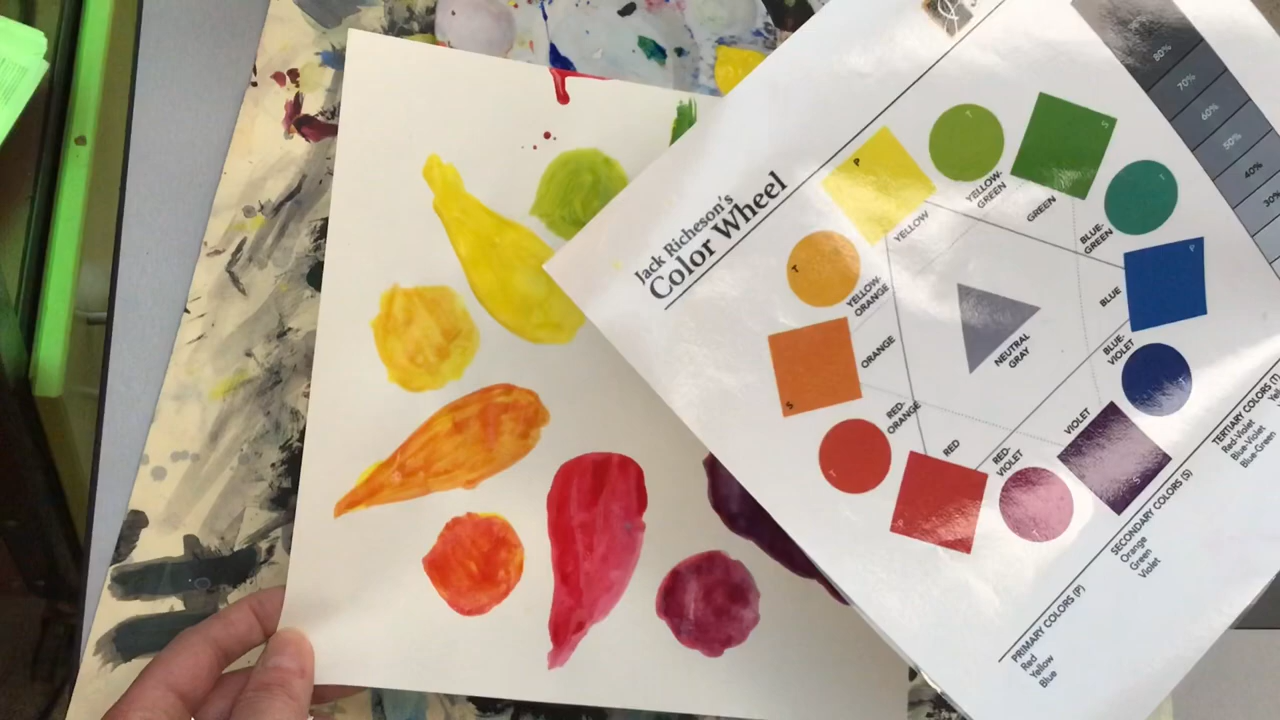 Jack Richeson's
Color Wheel
P
YELLOW
T
YELLOW-
GREEN
S
GREEN
T
BLUE-
GREEN
P
BLUE
T
BLUE-
VIOLET
S
VIOLET
RED-
VIOLET
RED
T
RED-
ORANGE
S
ORANGE
T
YELLOW-
ORANGE
NEUTRAL
GRAY
80%
70%
60%
50%
40%
30%
PRIMARY COLORS (P)
Red
Yellow
Blue
SECONDARY COLORS (S)
Orange
Green
Violet
TERTIARY COLORS (T)
Red-Violet
Blue-Violet
Blue-Green